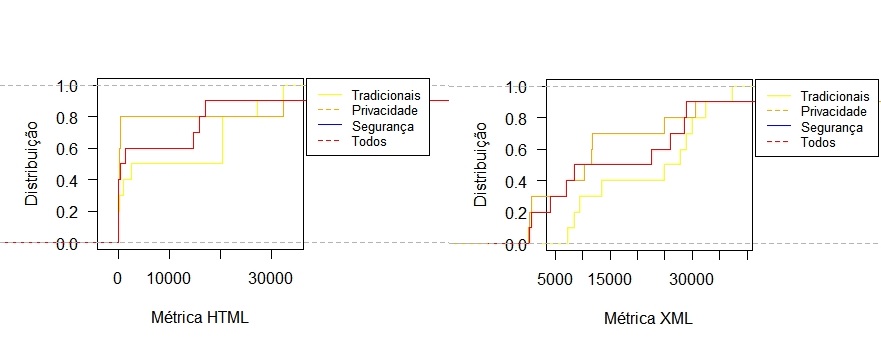 Distribuição
1.0
0.8
0.6
0.4
0.2
0.0
0 10000 30000
Métrica HTML
Tradicionais
Privacidade
Segurança
Todos
Distribuição
1.0
0.8
0.6
0.4
0.2
0.0
5000 15000 30000
Métrica XML
Tradicionais
Privacidade
Segurança
Todos